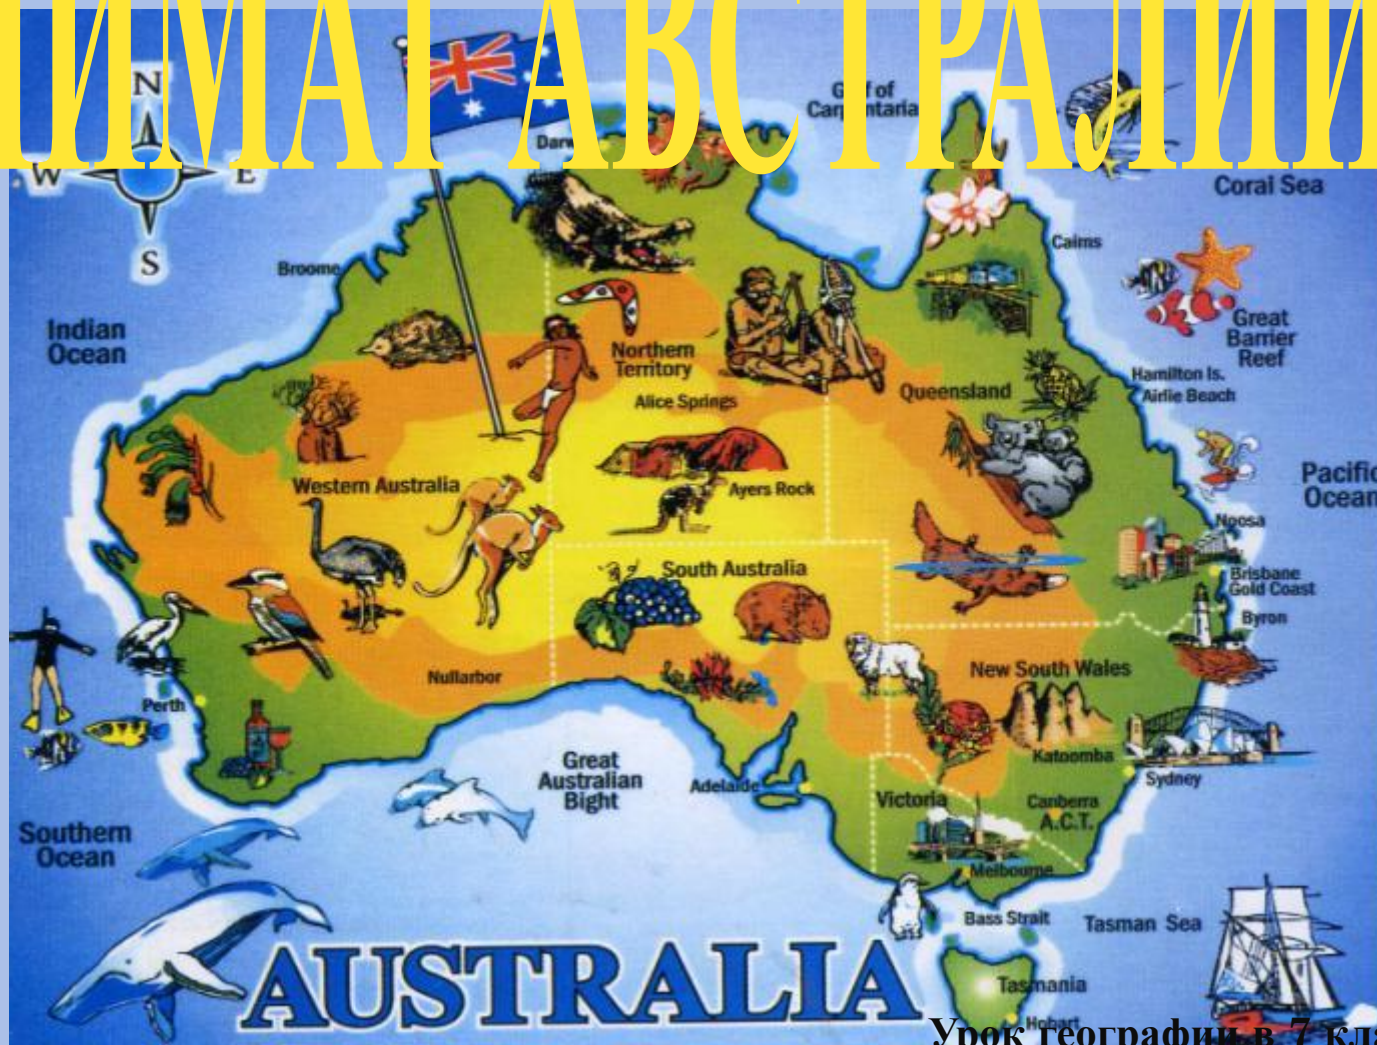 ИМАТ АВСТРАЛИИ
N
W E
S
Gulf of
Carpentaria
Coral Sea
Cairns
Broome
Indian
Ocean
Great
Barrier
Reef
Northern
Territory
Hamilton Is.
Airlie Beach
Queensland
Alice Springs
Western Australia
Ayers Rock
Pacific
Ocean
Noosa
South Australia
Brisbane
Gold Coast
Byron
New South Wales
Nullarbor
Perth
Katoomba
Sydney
Great
Australian
Bight
Adelaide
Victoria
Canberra
A.C.T.
Southern
Ocean
Melbourne
Bass Strait
Tasman Sea
AUSTRALIA
Tasmania
Hobart
Урок географии в 7